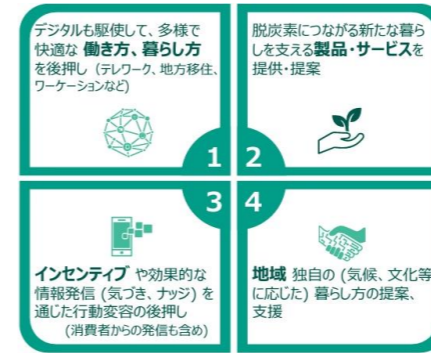 デジタルも駆使して、多様で
快適な 働き方、暮らし方
を後押し (テレワーク、地方移住、
ワーケーションなど)
1
脱炭素につながる新たな暮ら
しを支える製品・サービスを
提供・提案
2
3
インセンティブ や効果的な
情報発信 (気づき、ナッジ) を
通じた行動変容の後押し
(消費者からの発信も含め)
4
地域 独自の (気候、文化等
に応じた) 暮らし方の提案、
支援